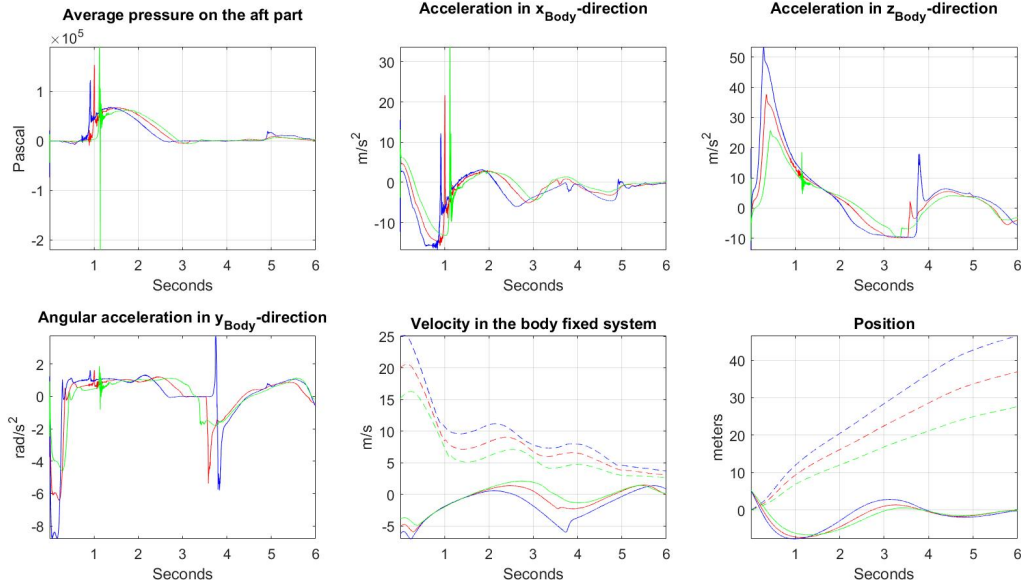 Average pressure on the aft part
×10⁵
1
0
-1
-2
Pascal
1 2 3 4 5 6
Seconds
Acceleration in x_Body-direction
30
20
10
0
-10
m/s²
1 2 3 4 5 6
Seconds
Acceleration in z_Body-direction
50
40
30
20
10
0
-10
m/s²
1 2 3 4 5 6
Seconds
Angular acceleration in y_Body-direction
2
0
-2
-4
-6
-8
rad/s²
1 2 3 4 5 6
Seconds
Velocity in the body fixed system
25
20
15
10
5
0
-5
m/s
1 2 3 4 5 6
Seconds
Position
40
30
20
10
0
meters
1 2 3 4 5 6
Seconds